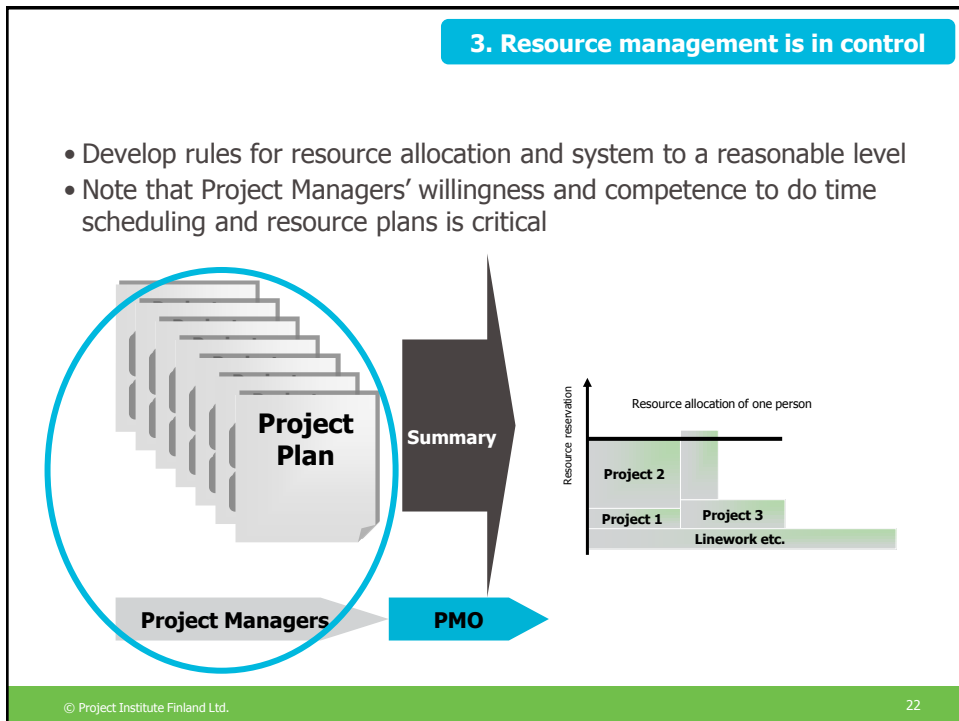 3. Resource management is in control
• Develop rules for resource allocation and system to a reasonable level
• Note that Project Managers' willingness and competence to do time
scheduling and resource plans is critical
Project
Plan
Summary
Resource reservation
Resource allocation of one person
Project 2
Project 1
Project 3
Linework etc.
Project Managers
PMO
© Project Institute Finland Ltd.
22